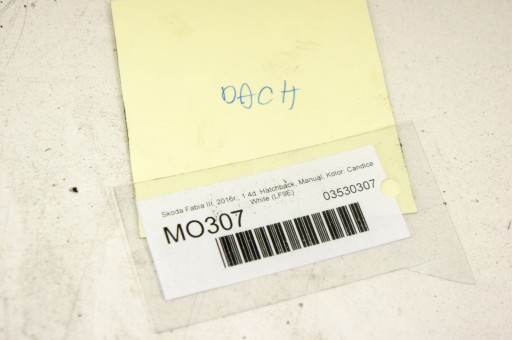 DACH
Skoda Fabia III, 2016r., 1.4d, Hatchback, Manual, Kolor: Candice
White (LF9E)
MO307
03530307